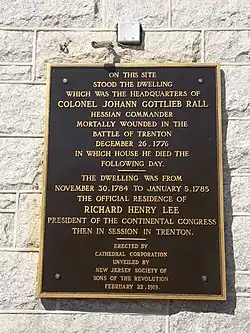 ON THIS SITE
STOOD THE DWELLING
WHICH WAS THE HEADQUARTERS OF
COLONEL JOHANN GOTTLIEB RALL
HESSIAN COMMANDER
MORTALLY WOUNDED IN THE
BATTLE OF TRENTON
DECEMBER 26, 1776
IN WHICH HOUSE HE DIED THE
FOLLOWING DAY.
THE DWELLING WAS FROM
NOVEMBER 30, 1784 TO JANUARY 5, 1785
THE OFFICIAL RESIDENCE OF
RICHARD HENRY LEE
PRESIDENT OF THE CONTINENTAL CONGRESS
THEN IN SESSION IN TRENTON.
ERECTED BY
CATHEDRAL CORPORATION
UNVEILED BY
NEW JERSEY SOCIETY OF
SONS OF THE REVOLUTION
FEBRUARY 22, 1919.